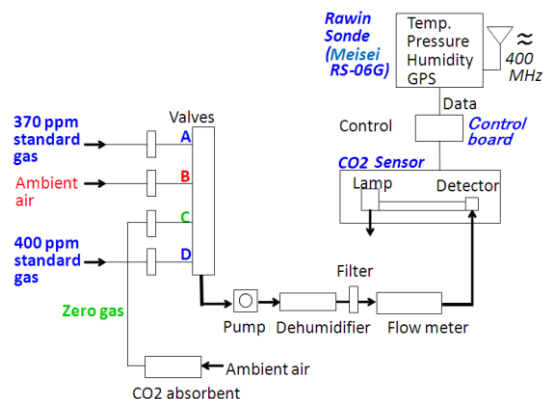 Rawin
Sonde
(Meisei
RS-06G)
Temp.
Pressure
Humidity
GPS
≈
400
MHz
Data
Control
Control
board
CO2 Sensor
Lamp
Detector
Valves
370 ppm
standard
gas
A
Ambient
air
B
C
400 ppm
standard
gas
D
Zero gas
Filter
Pump
Dehumidifier
Flow meter
Ambient air
CO2 absorbent